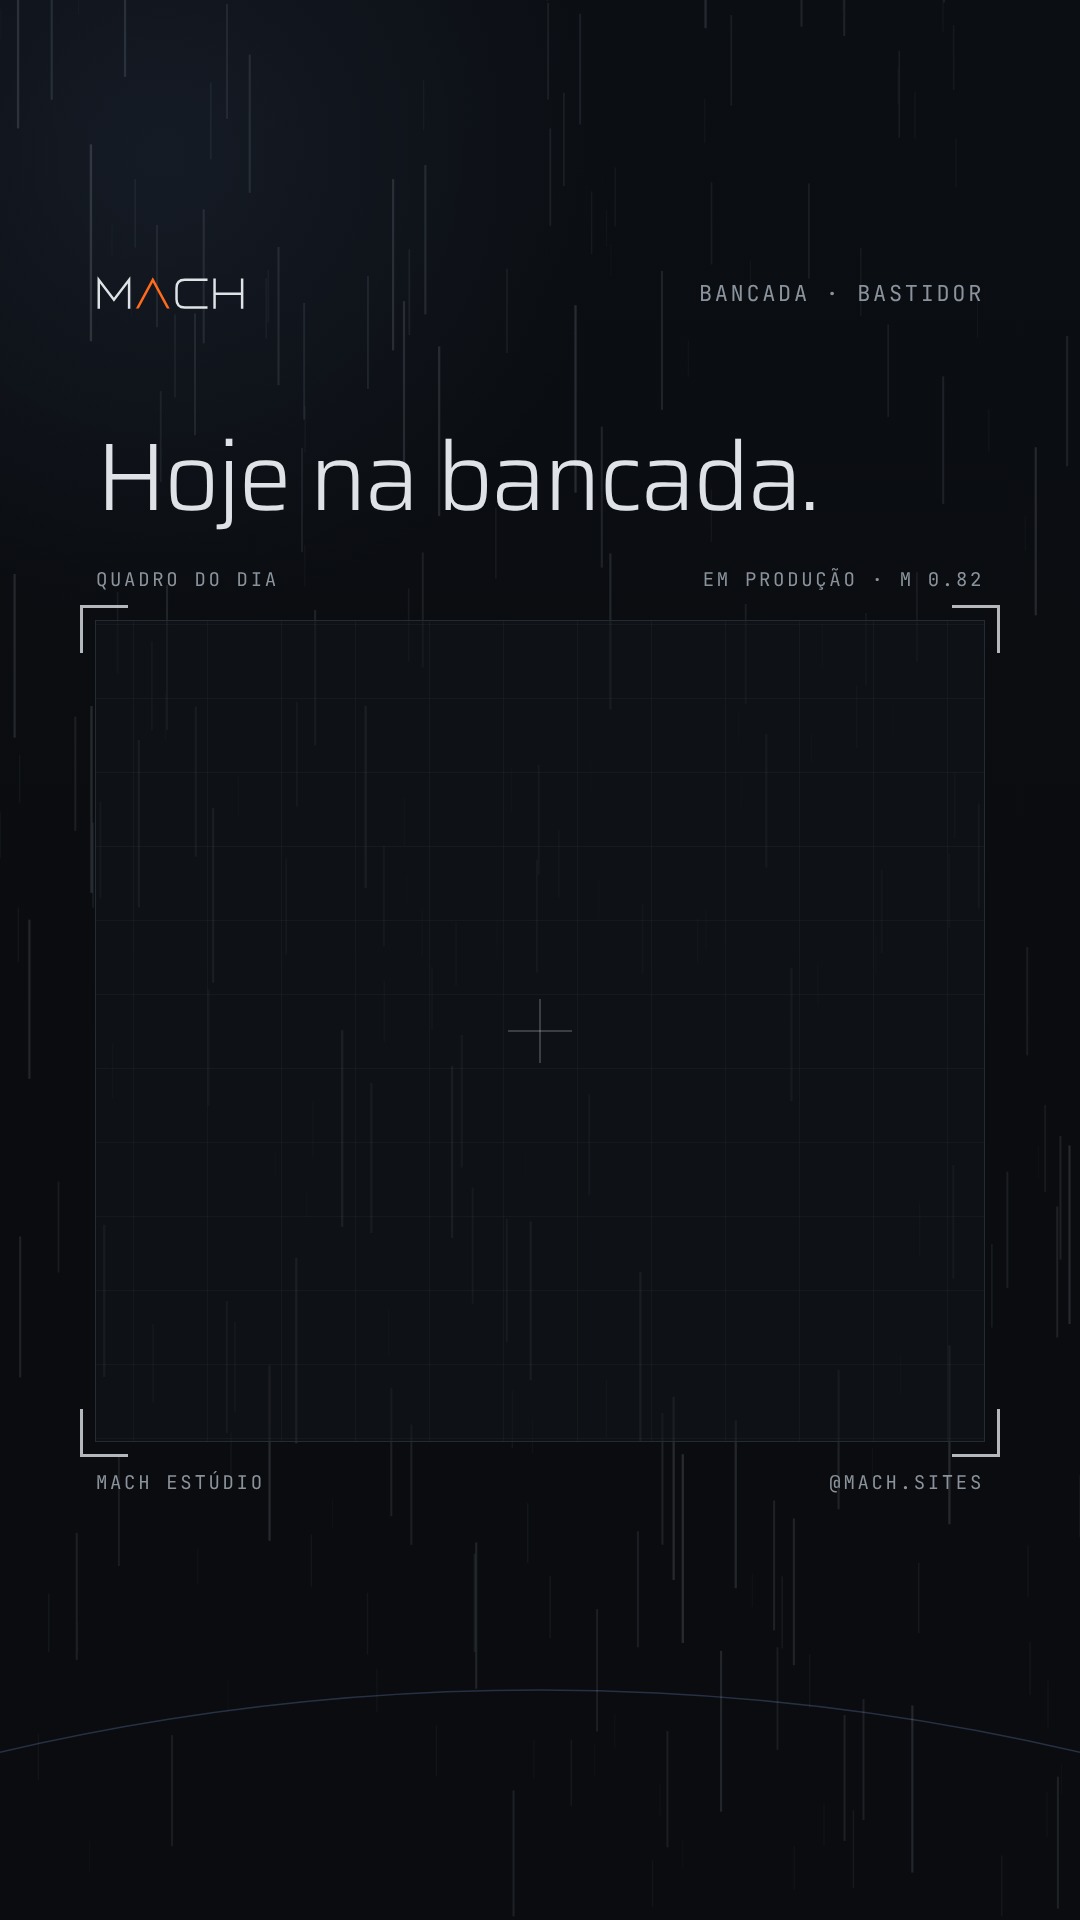 MACH
BANCADA · BASTIDOR
Hoje na bancada.
QUADRO DO DIA
EM PRODUÇÃO · M 0.82
MACH ESTÚDIO
@MACH.SITES